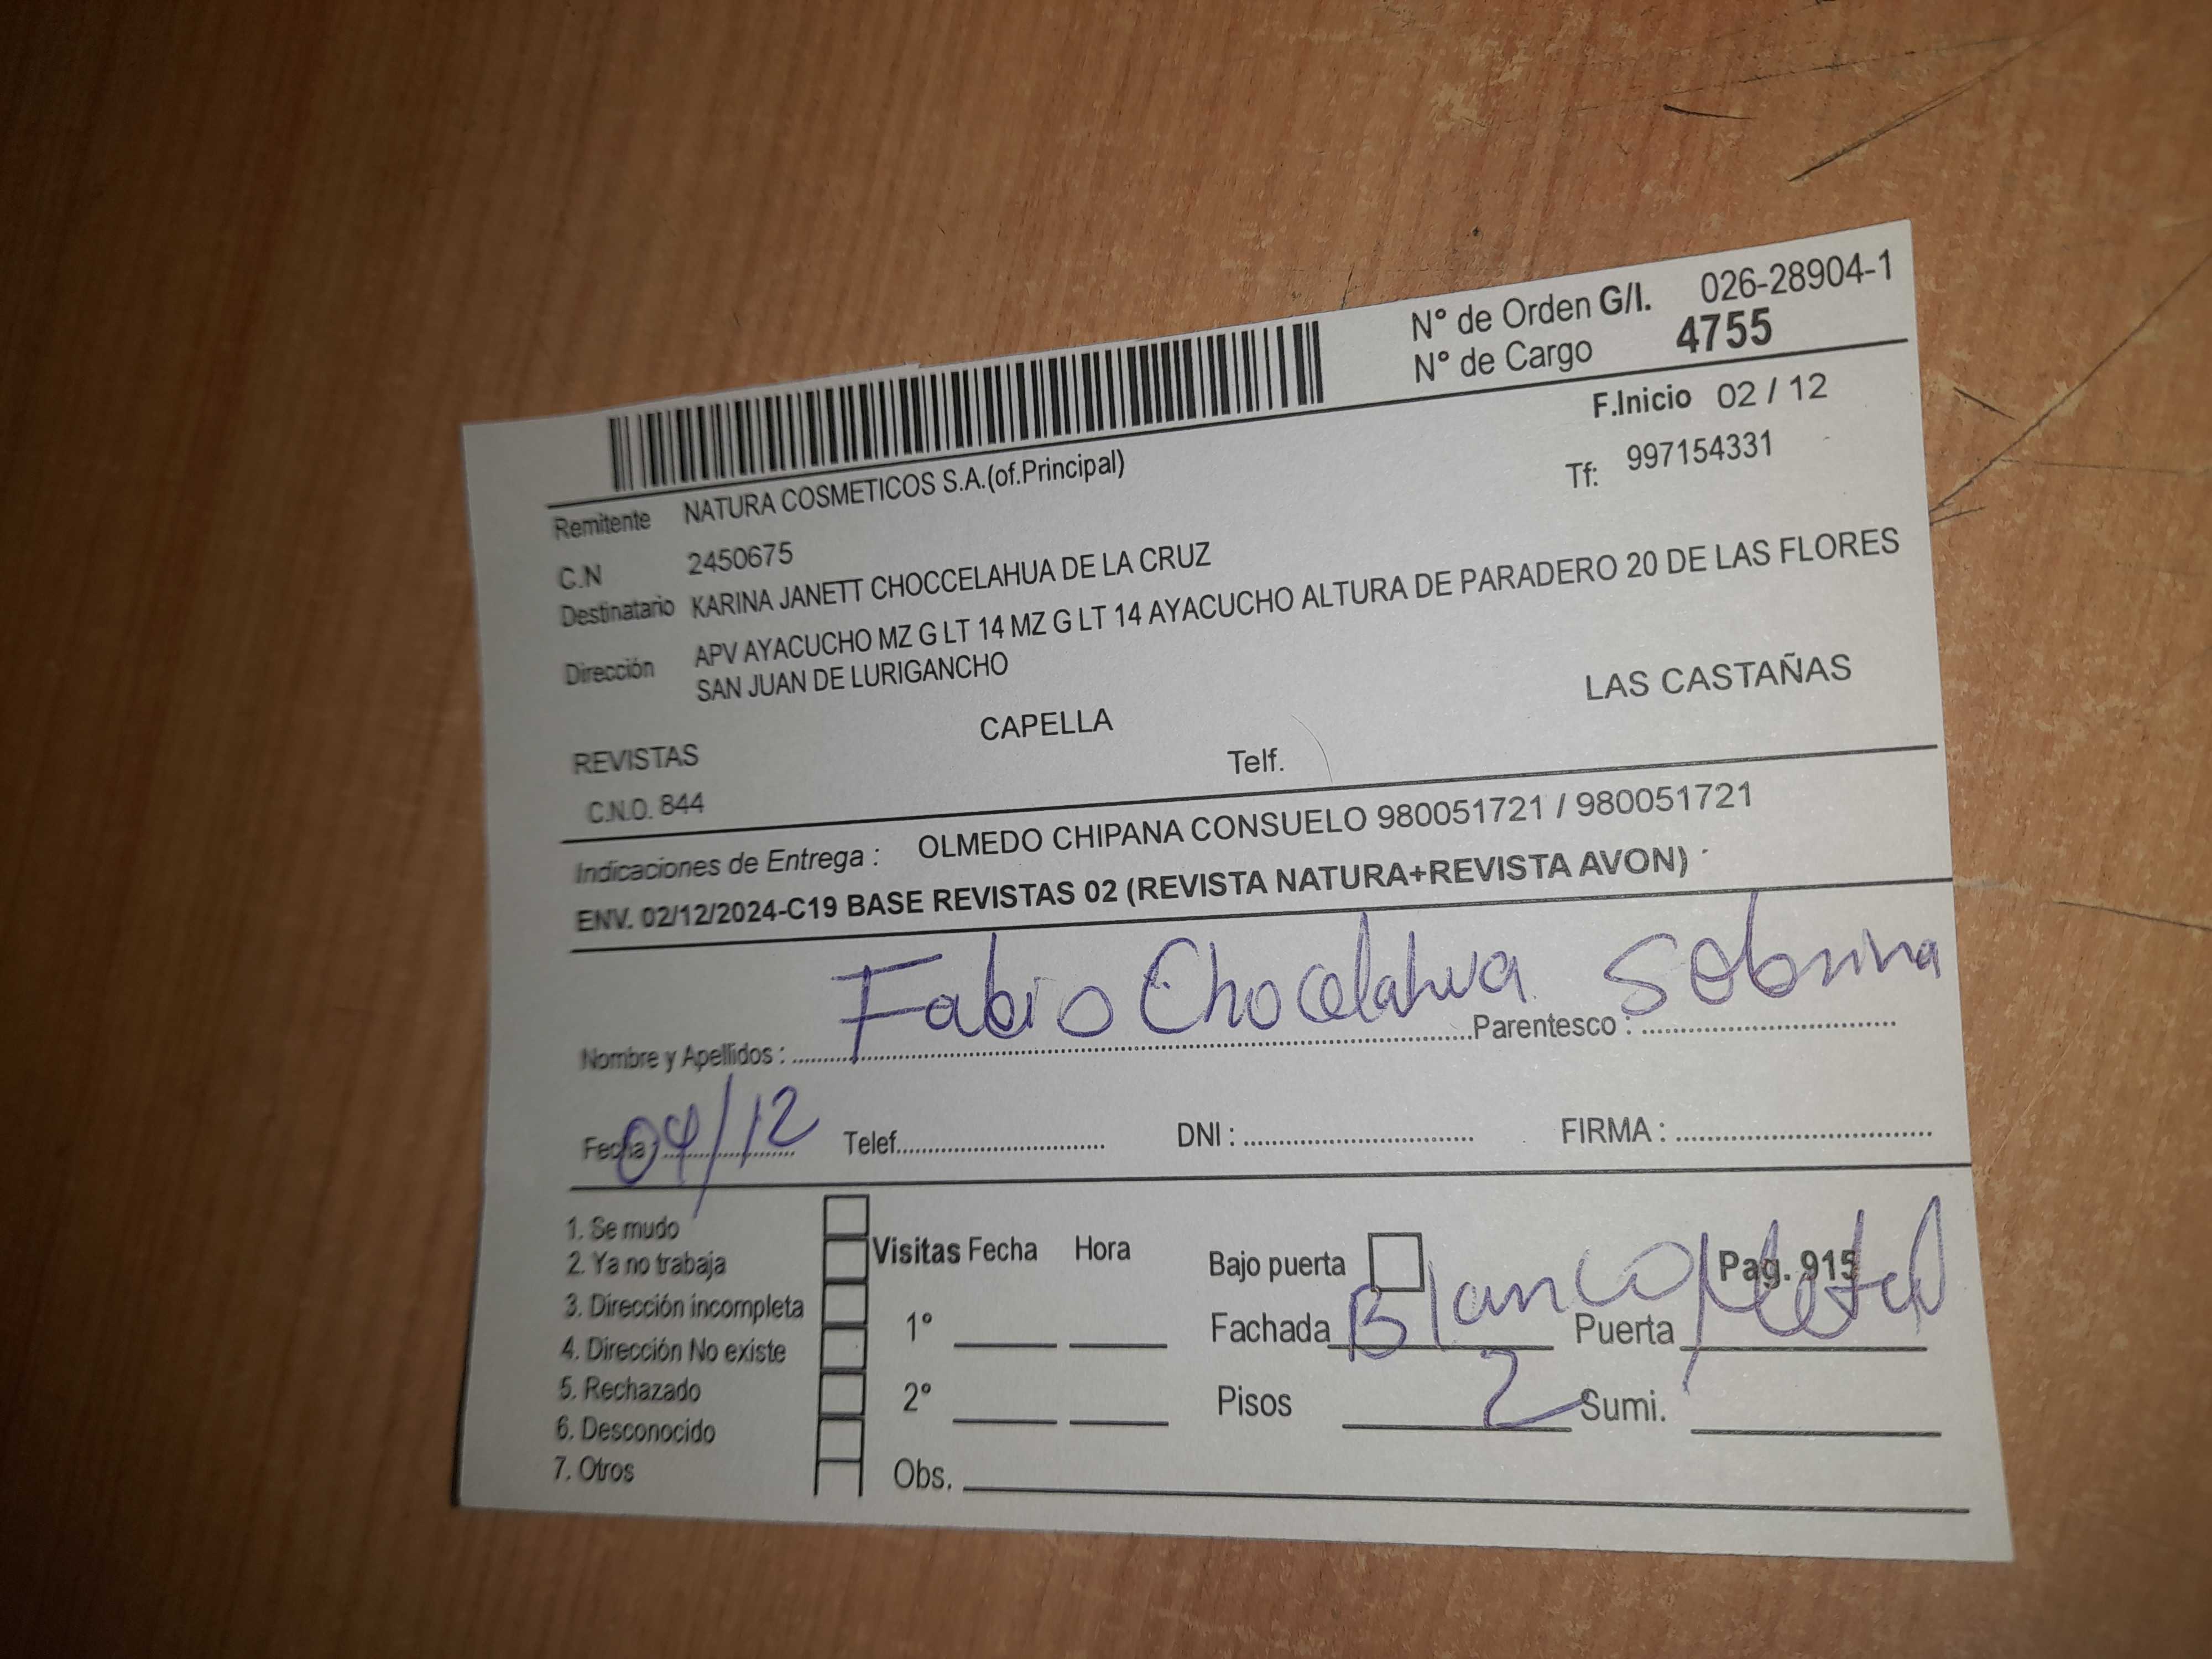 N° de Orden G/I. 026-28904-1
N° de Cargo 4755
F.Inicio 02 / 12
Remitente NATURA COSMETICOS S.A.(of.Principal)
Tf: 997154331
C.N 2450675
Destinatario KARINA JANETT CHOCCELAHUA DE LA CRUZ
Dirección APV AYACUCHO MZ G LT 14 MZ G LT 14 AYACUCHO ALTURA DE PARADERO 20 DE LAS FLORES
SAN JUAN DE LURIGANCHO
LAS CASTAÑAS
REVISTAS CAPELLA
C.N.O. 844 Telf.
Indicaciones de Entrega : OLMEDO CHIPANA CONSUELO 980051721 / 980051721
ENV. 02/12/2024-C19 BASE REVISTAS 02 (REVISTA NATURA+REVISTA AVON)
Nombre y Apellidos : Fabio Chocelahua Parentesco : Sobrina
Fecha : 04/12 Telef. DNI : FIRMA :
1. Se mudo
2. Ya no trabaja
3. Dirección incompleta
4. Dirección No existe
5. Rechazado
6. Desconocido
7. Otros
Visitas Fecha Hora
1°
2°
Obs.
Bajo puerta Pag. 915
Fachada Blanco Puerta
Pisos 2 Sumi.